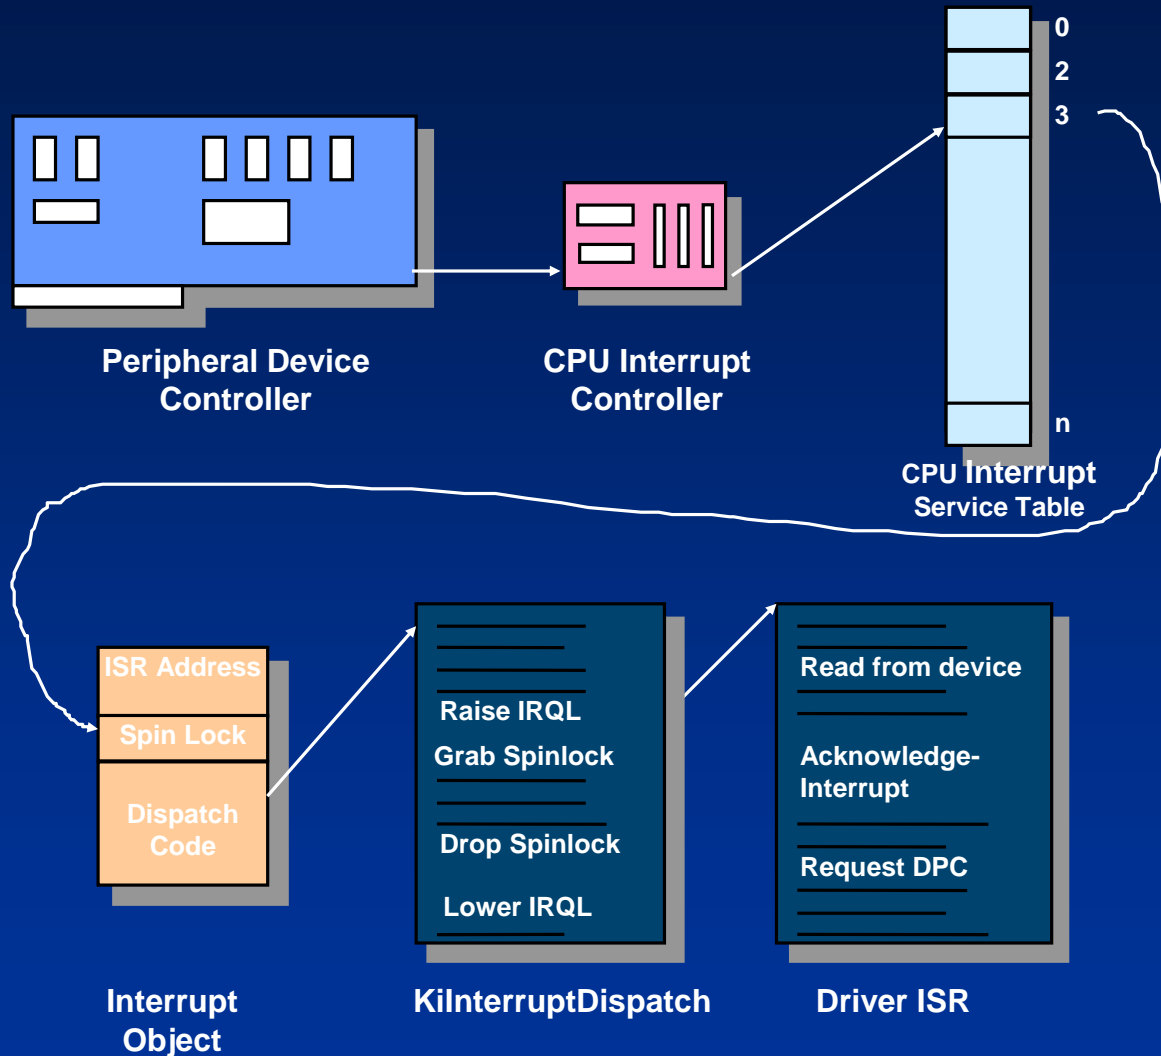 0
2
3
n
Peripheral Device
Controller
CPU Interrupt
Controller
CPU Interrupt
Service Table
ISR Address
Spin Lock
Dispatch
Code
Raise IRQL
Grab Spinlock
Drop Spinlock
Lower IRQL
Read from device
Acknowledge-
Interrupt
Request DPC
Interrupt
Object
KiInterruptDispatch
Driver ISR